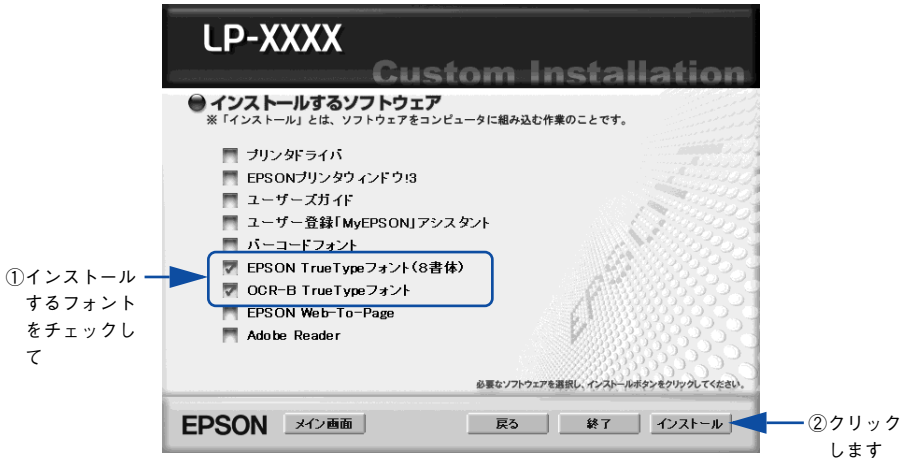 LP-XXXX
Custom Installation
インストールするソフトウェア
※「インストール」とは、ソフトウェアをコンピュータに組み込む作業のことです。
プリンタドライバ
EPSONプリンタウィンドウ!3
ユーザーズガイド
ユーザー登録「MyEPSON」アシスタント
バーコードフォント
EPSON TrueTypeフォント(8書体)
OCR-B TrueTypeフォント
EPSON Web-To-Page
Adobe Reader
①インストール
するフォント
をチェックし
て
EPSON
必要なソフトウェアを選択し、インストールボタンをクリックしてください。
EPSON
メイン画面
戻る
終了
インストール
②クリック
します